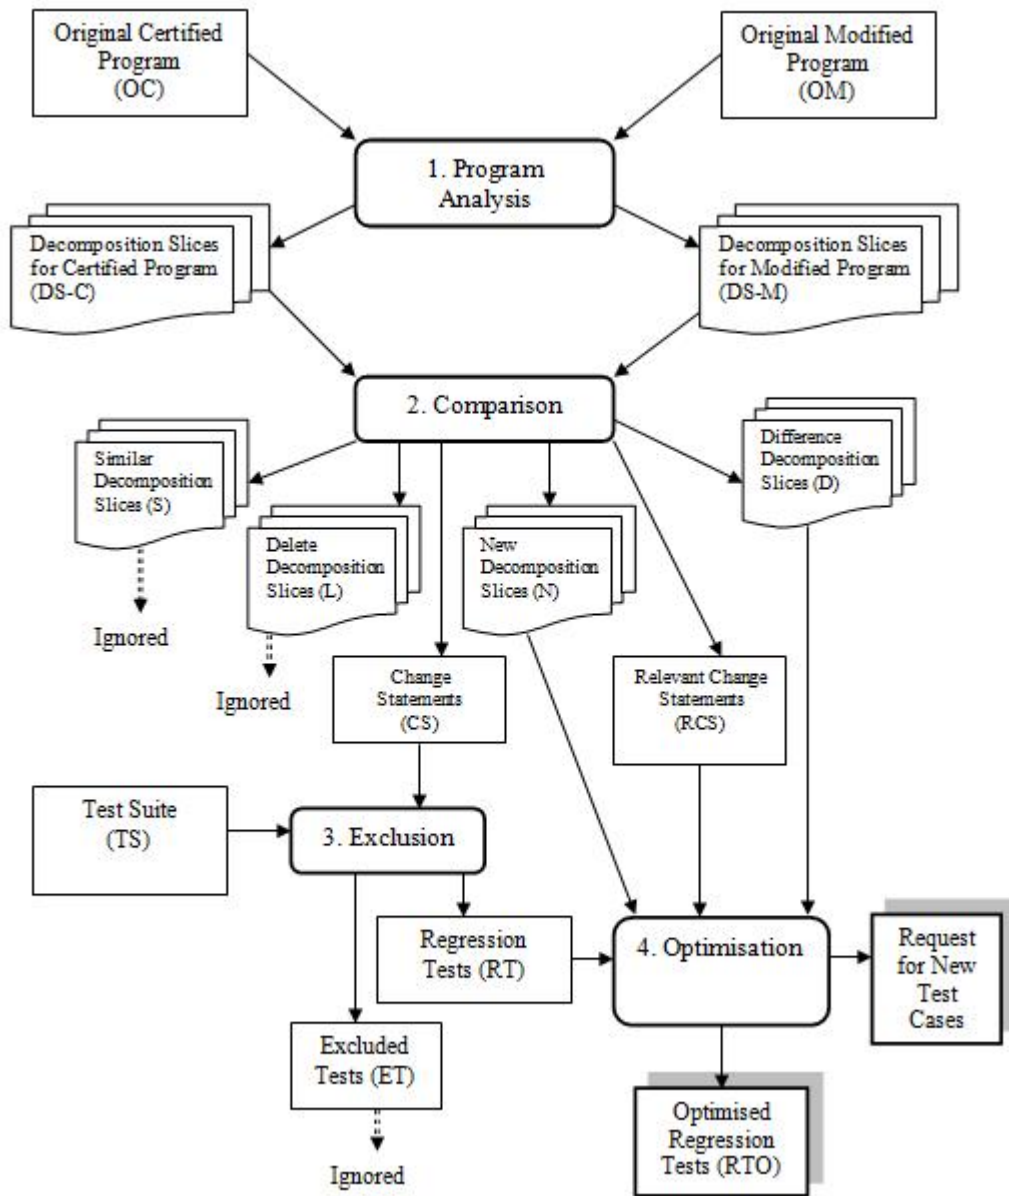 Original Certified
Program
(OC)
Original Modified
Program
(OM)
1. Program
Analysis
Decomposition Slices
for Certified Program
(DS-C)
Decomposition Slices
for Modified Program
(DS-M)
2. Comparison
Similar
Decomposition
Slices (S)
Difference
Decomposition
Slices (D)
Delete
Decomposition
Slices (L)
New
Decomposition
Slices (N)
Ignored
Ignored
Change
Statements
(CS)
Relevant Change
Statements
(RCS)
Test Suite
(TS)
3. Exclusion
Regression
Tests (RT)
4. Optimisation
Request
for New
Test
Cases
Excluded
Tests (ET)
Optimised
Regression
Tests (RTO)
Ignored